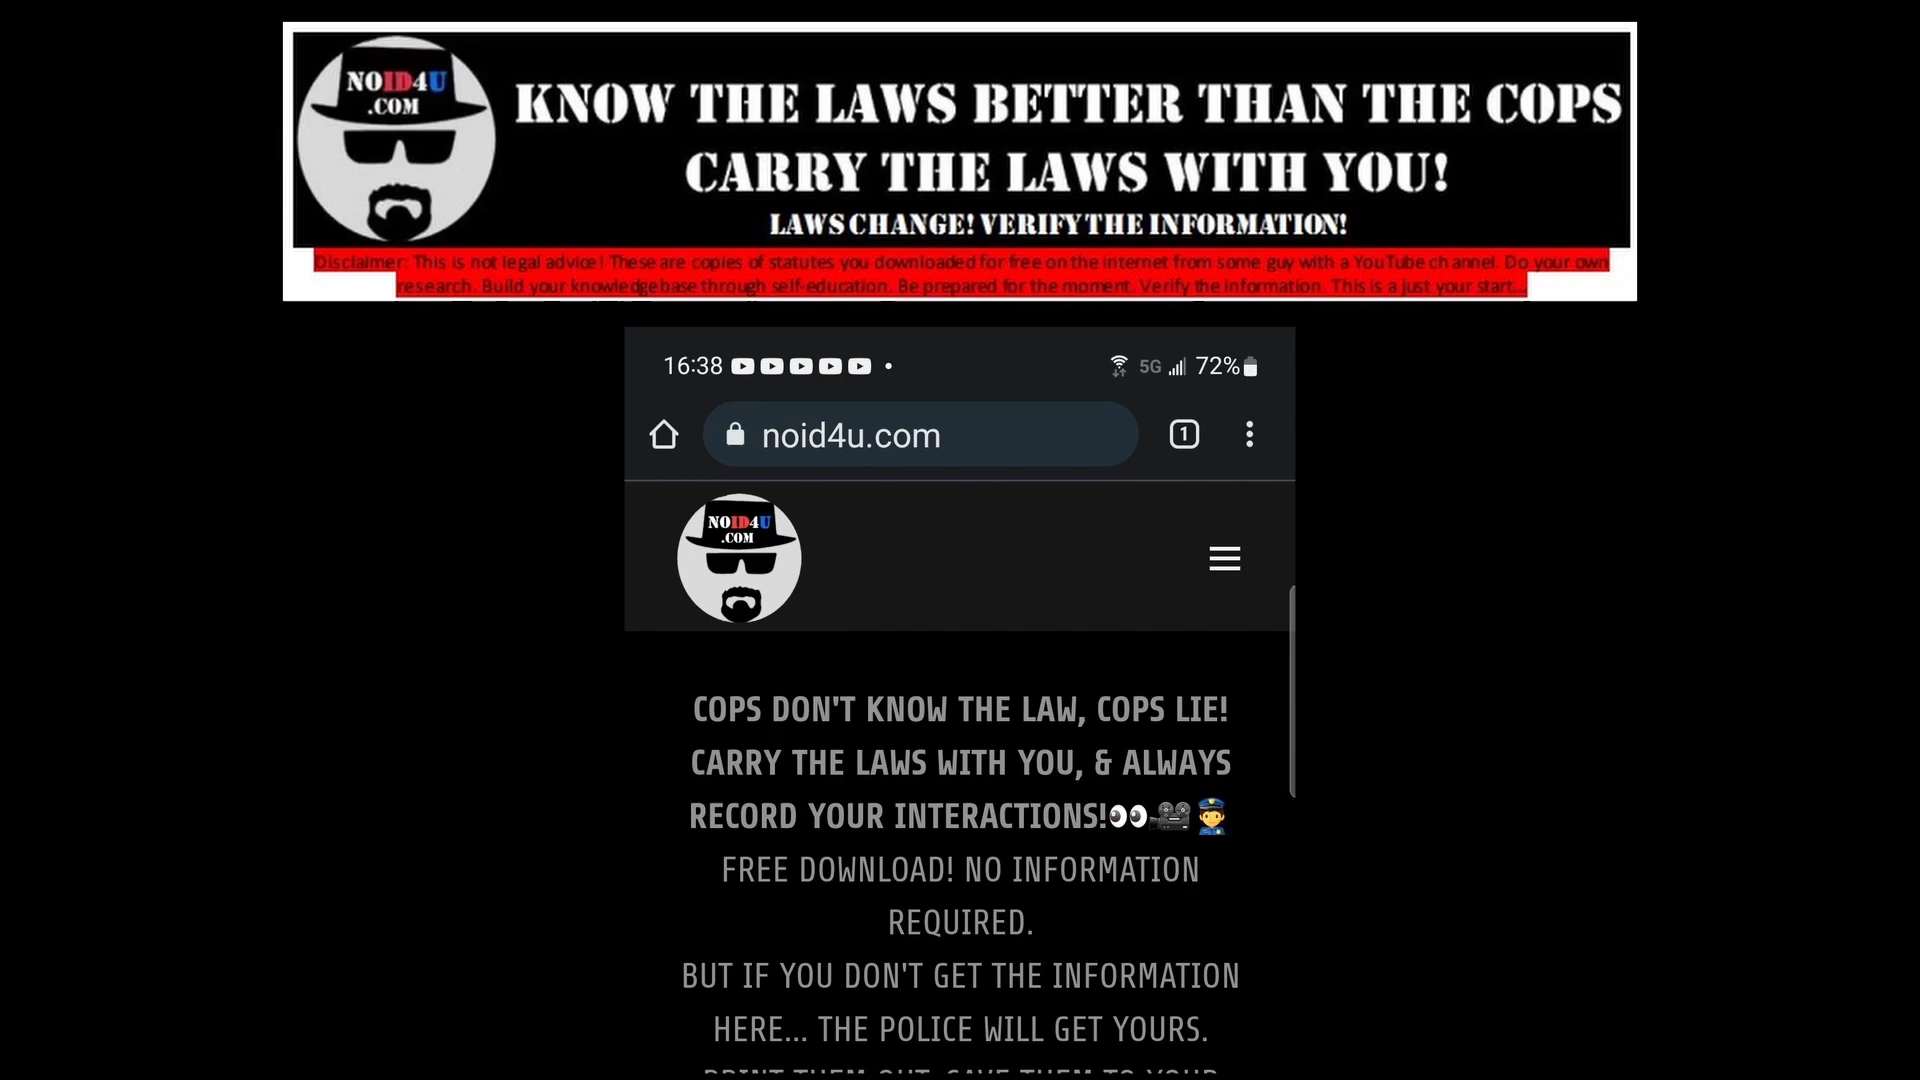 NOID4U
.COM
KNOW THE LAWS BETTER THAN THE COPS
CARRY THE LAWS WITH YOU!
LAWS CHANGE! VERIFY THE INFORMATION!
Disclaimer: This is not legal advice! These are copies of statutes you downloaded for free on the internet from some guy with a YouTube channel. Do your own
research. Build your knowledge base through self-education. Be prepared for the moment. Verify the information. This is a just your start...
16:38
5G
72%
noid4u.com
1
NOID4U
.COM
COPS DON'T KNOW THE LAW, COPS LIE!
CARRY THE LAWS WITH YOU, & ALWAYS
RECORD YOUR INTERACTIONS!👀🎥👮
FREE DOWNLOAD! NO INFORMATION
REQUIRED.
BUT IF YOU DON'T GET THE INFORMATION
HERE... THE POLICE WILL GET YOURS.